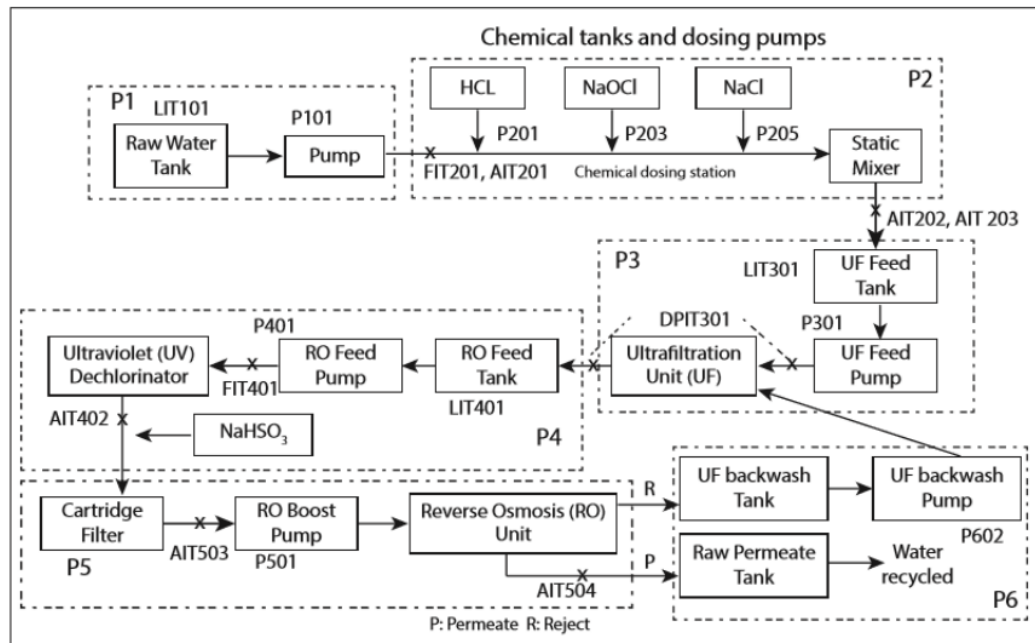 Chemical tanks and dosing pumps
P1
LIT101
Raw Water
Tank
P101
Pump
P2
HCL
NaOCl
NaCl
P201
P203
P205
FIT201, AIT201
Chemical dosing station
Static
Mixer
AIT202, AIT 203
P3
LIT301
UF Feed
Tank
P301
UF Feed
Pump
DPIT301
Ultrafiltration
Unit (UF)
P401
Ultraviolet (UV)
Dechlorinator
FIT401
RO Feed
Pump
RO Feed
Tank
LIT401
AIT402
NaHSO₃
P4
Cartridge
Filter
AIT503
RO Boost
Pump
P501
Reverse Osmosis (RO)
Unit
P5
AIT504
R
P
UF backwash
Tank
UF backwash
Pump
P602
Raw Permeate
Tank
Water
recycled
P6
P: Permeate R: Reject